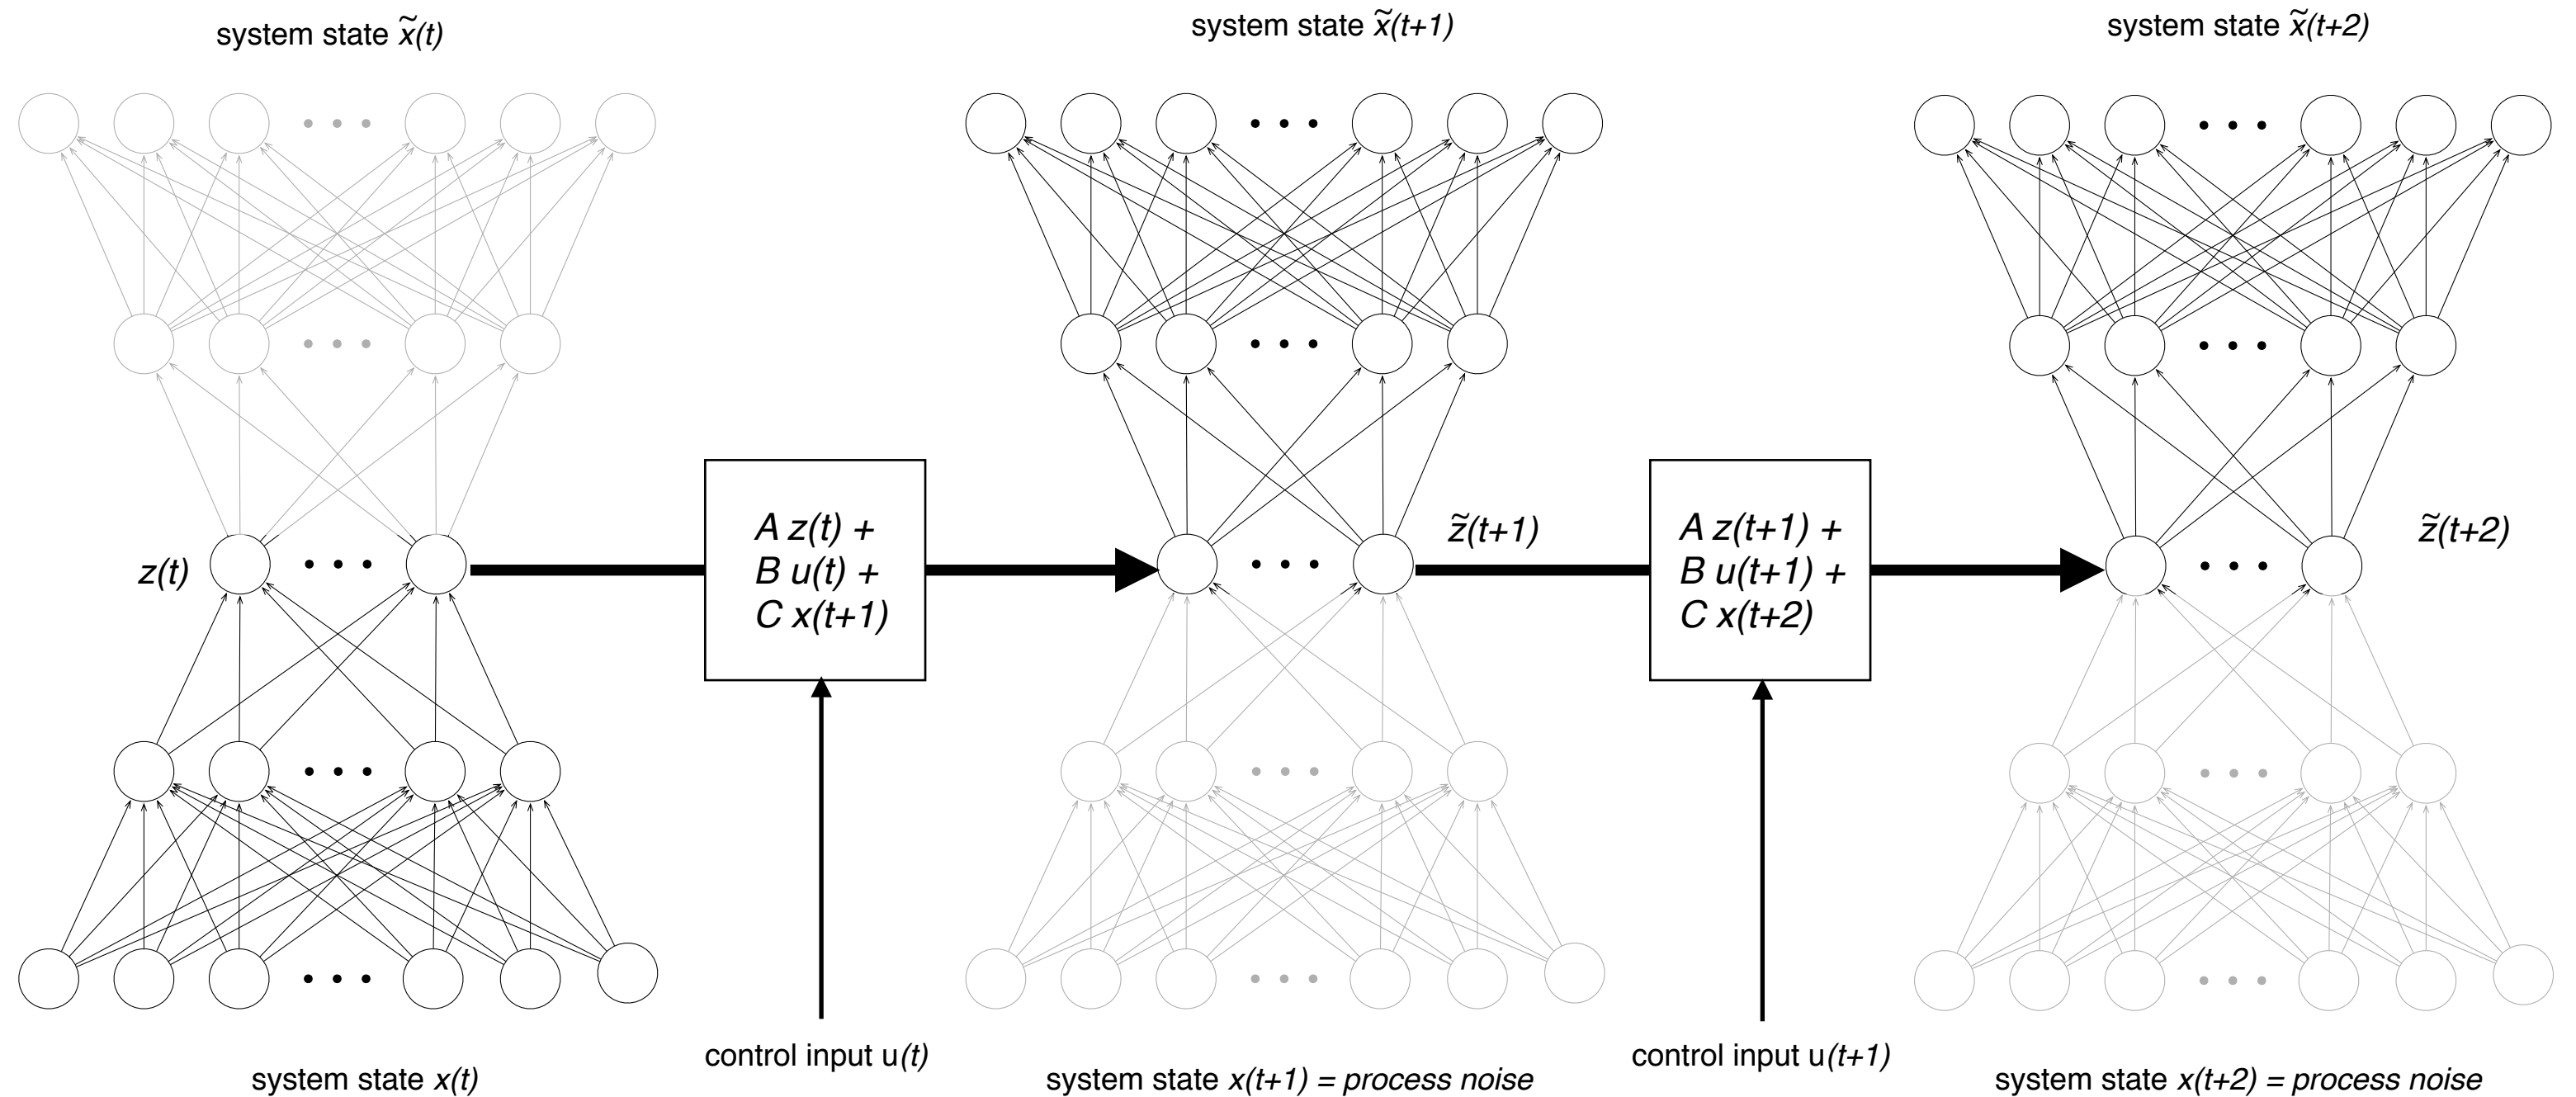 system state x̃(t)
system state x̃(t+1)
system state x̃(t+2)
z(t)
A z(t) +
B u(t) +
C x(t+1)
z̃(t+1)
A z(t+1) +
B u(t+1) +
C x(t+2)
z̃(t+2)
control input u(t)
control input u(t+1)
system state x(t)
system state x(t+1) = process noise
system state x(t+2) = process noise